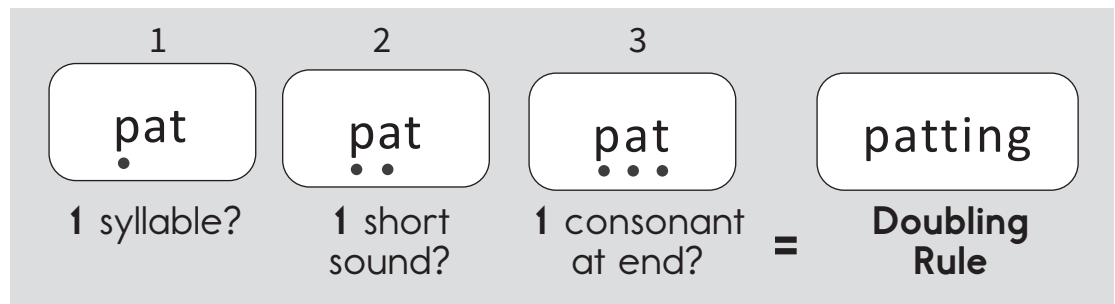 1 2 3
pat pat pat patting
1 syllable? 1 short 1 consonant = Doubling
sound? at end? Rule